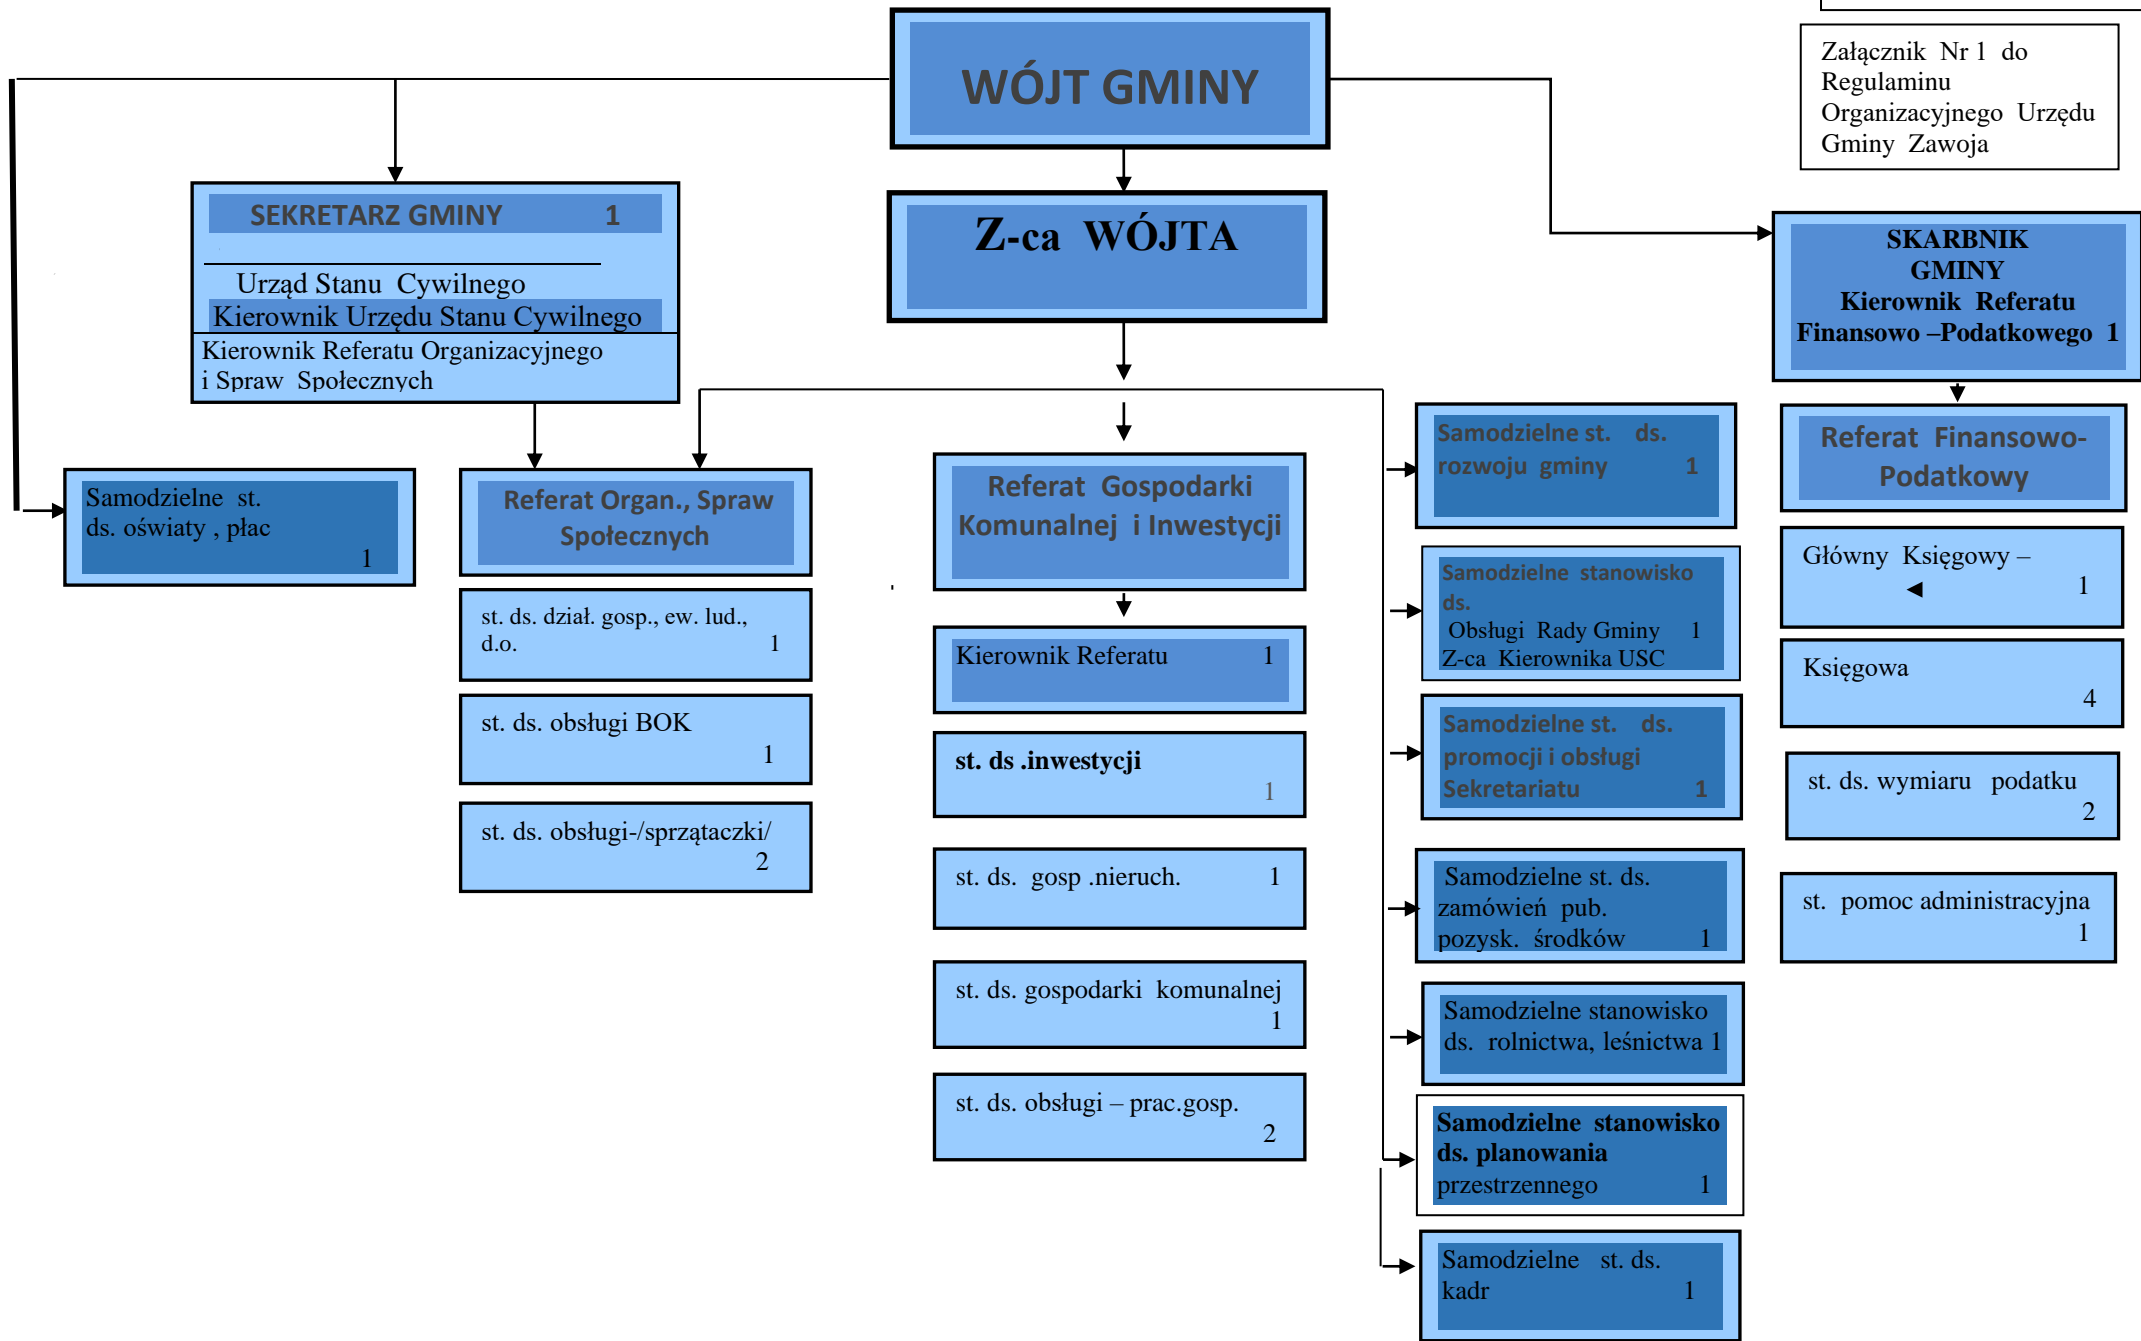 Załącznik Nr 1 do
Regulaminu
Organizacyjnego Urzędu
Gminy Zawoja
WÓJT GMINY
SEKRETARZ GMINY 1
Urząd Stanu Cywilnego
Kierownik Urzędu Stanu Cywilnego
Kierownik Referatu Organizacyjnego
i Spraw Społecznych
Z-ca WÓJTA
SKARBNIK
GMINY
Kierownik Referatu
Finansowo –Podatkowego 1
Samodzielne st.
ds. oświaty , płac
1
Referat Organ., Spraw
Społecznych
st. ds. dział. gosp., ew. lud.,
d.o. 1
st. ds. obsługi BOK
1
st. ds. obsługi-/sprzątaczki/
2
Referat Gospodarki
Komunalnej i Inwestycji
Kierownik Referatu 1
st. ds .inwestycji
1
st. ds. gosp .nieruch. 1
st. ds. gospodarki komunalnej
1
st. ds. obsługi – prac.gosp.
2
Samodzielne st. ds.
rozwoju gminy 1
Samodzielne stanowisko
ds.
Obsługi Rady Gminy 1
Z-ca Kierownika USC
Samodzielne st. ds.
promocji i obsługi
Sekretariatu 1
Samodzielne st. ds.
zamówień pub.
pozysk. środków 1
Samodzielne stanowisko
ds. rolnictwa, leśnictwa 1
Samodzielne stanowisko
ds. planowania
przestrzennego 1
Samodzielne st. ds.
kadr 1
Referat Finansowo-
Podatkowy
Główny Księgowy –
1
Księgowa
4
st. ds. wymiaru podatku
2
st. pomoc administracyjna
1